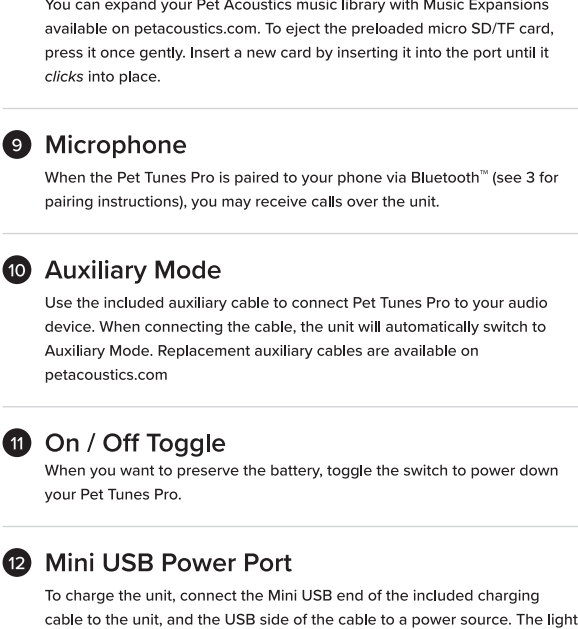 You can expand your Pet Acoustics music library with Music Expansions
available on petacoustics.com. To eject the preloaded micro SD/TF card,
press it once gently. Insert a new card by inserting it into the port until it
clicks into place.
9 Microphone
When the Pet Tunes Pro is paired to your phone via Bluetooth™ (see 3 for
pairing instructions), you may receive calls over the unit.
10 Auxiliary Mode
Use the included auxiliary cable to connect Pet Tunes Pro to your audio
device. When connecting the cable, the unit will automatically switch to
Auxiliary Mode. Replacement auxiliary cables are available on
petacoustics.com
11 On / Off Toggle
When you want to preserve the battery, toggle the switch to power down
your Pet Tunes Pro.
12 Mini USB Power Port
To charge the unit, connect the Mini USB end of the included charging
cable to the unit, and the USB side of the cable to a power source. The light